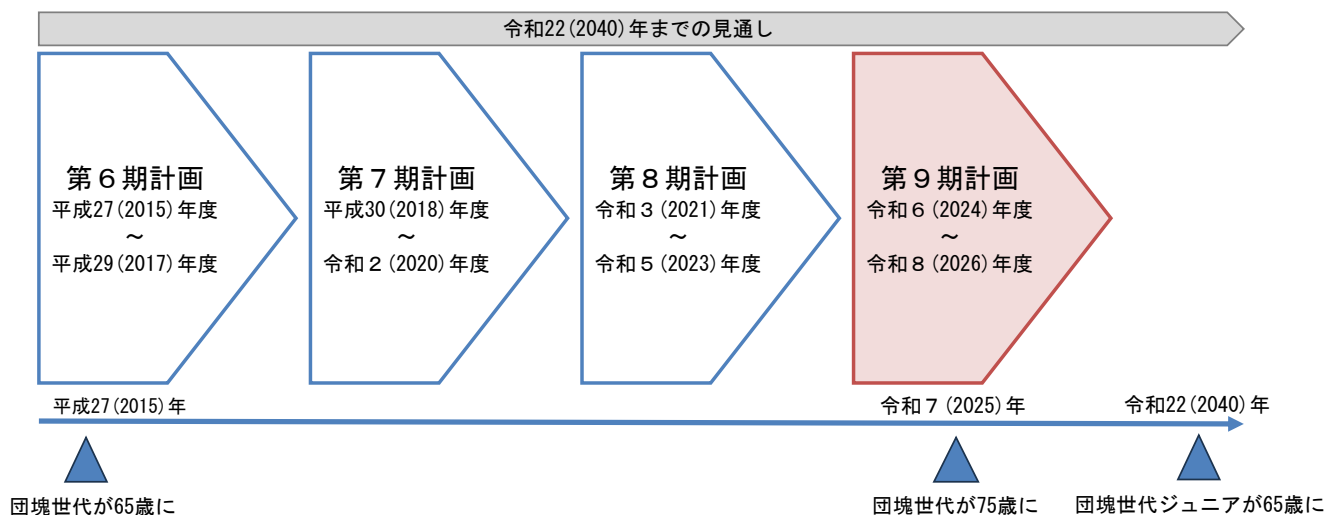 令和22(2040)年までの見通し
第６期計画
平成27(2015)年度
～
平成29(2017)年度
第７期計画
平成30(2018)年度
～
令和２(2020)年度
第８期計画
令和３(2021)年度
～
令和５(2023)年度
第９期計画
令和６(2024)年度
～
令和８(2026)年度
平成27(2015)年
令和７(2025)年
令和22(2040)年
団塊世代が65歳に
団塊世代が75歳に
団塊世代ジュニアが65歳に